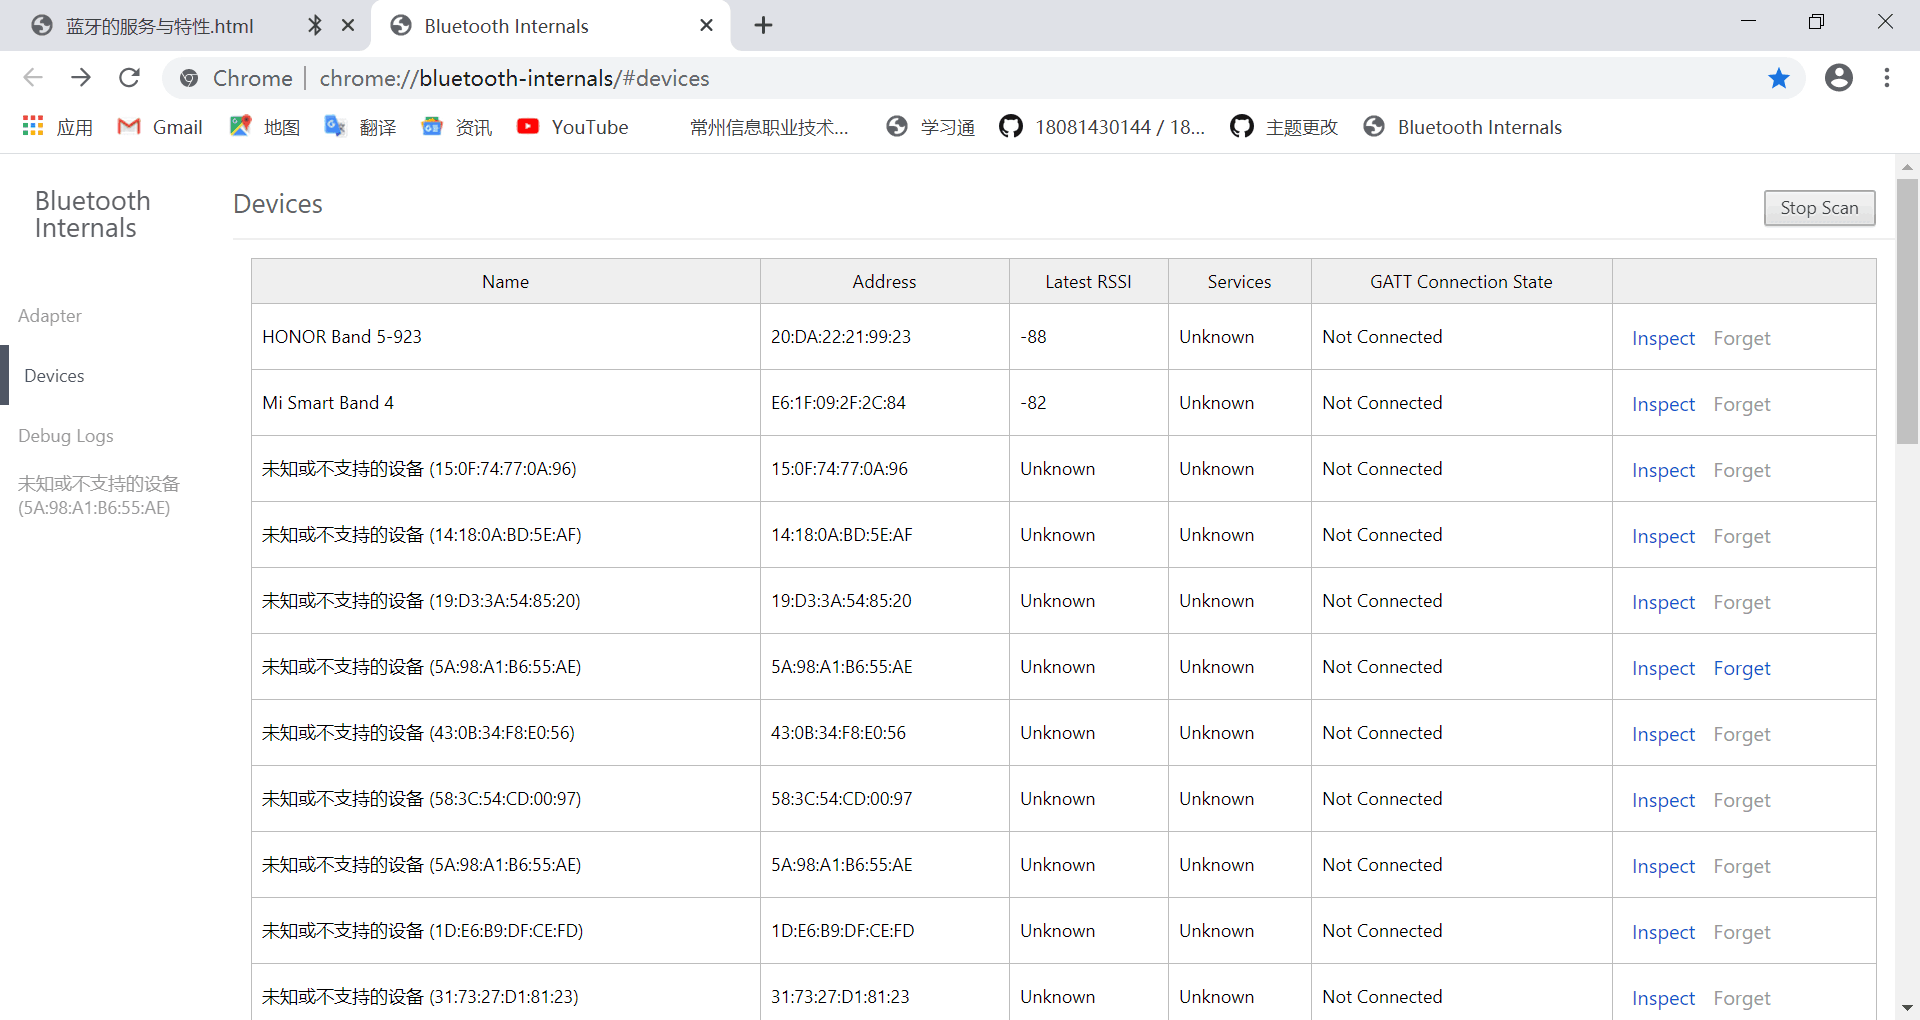 蓝牙的服务与特性.html
Bluetooth Internals
Chrome | chrome://bluetooth-internals/#devices
应用 Gmail 地图 翻译 资讯 YouTube 常州信息职业技术... 学习通 18081430144 / 18... 主题更改 Bluetooth Internals
Bluetooth
Internals
Adapter
Devices
Debug Logs
未知或不支持的设备
(5A:98:A1:B6:55:AE)
Devices
Stop Scan
Name Address Latest RSSI Services GATT Connection State
HONOR Band 5-923 20:DA:22:21:99:23 -88 Unknown Not Connected Inspect Forget
Mi Smart Band 4 E6:1F:09:2F:2C:84 -82 Unknown Not Connected Inspect Forget
未知或不支持的设备 (15:0F:74:77:0A:96) 15:0F:74:77:0A:96 Unknown Unknown Not Connected Inspect Forget
未知或不支持的设备 (14:18:0A:BD:5E:AF) 14:18:0A:BD:5E:AF Unknown Unknown Not Connected Inspect Forget
未知或不支持的设备 (19:D3:3A:54:85:20) 19:D3:3A:54:85:20 Unknown Unknown Not Connected Inspect Forget
未知或不支持的设备 (5A:98:A1:B6:55:AE) 5A:98:A1:B6:55:AE Unknown Unknown Not Connected Inspect Forget
未知或不支持的设备 (43:0B:34:F8:E0:56) 43:0B:34:F8:E0:56 Unknown Unknown Not Connected Inspect Forget
未知或不支持的设备 (58:3C:54:CD:00:97) 58:3C:54:CD:00:97 Unknown Unknown Not Connected Inspect Forget
未知或不支持的设备 (5A:98:A1:B6:55:AE) 5A:98:A1:B6:55:AE Unknown Unknown Not Connected Inspect Forget
未知或不支持的设备 (1D:E6:B9:DF:CE:FD) 1D:E6:B9:DF:CE:FD Unknown Unknown Not Connected Inspect Forget
未知或不支持的设备 (31:73:27:D1:81:23) 31:73:27:D1:81:23 Unknown Unknown Not Connected Inspect Forget